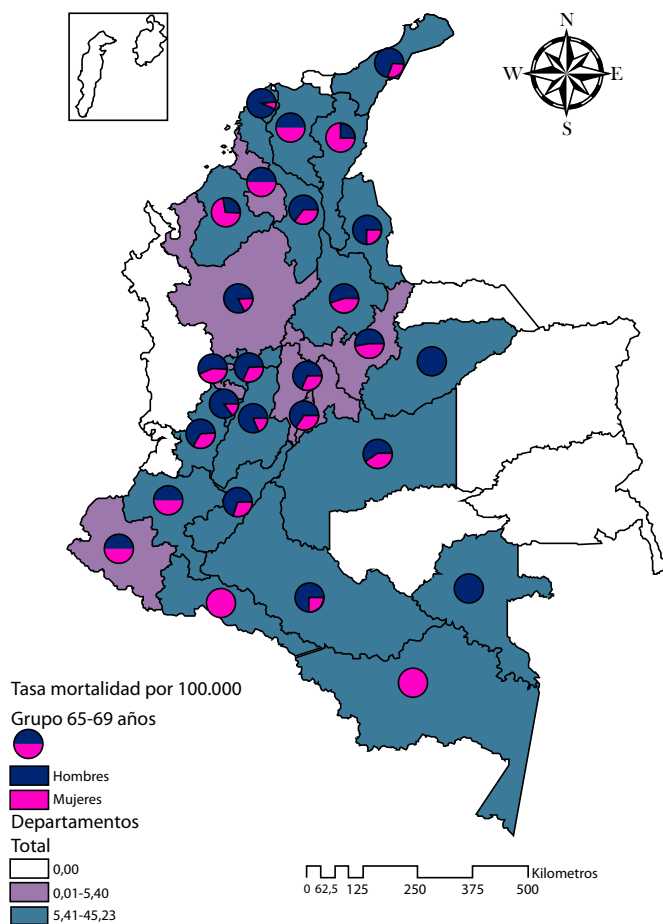 N
W E
S
Tasa mortalidad por 100.000
Grupo 65-69 años
Hombres
Mujeres
Departamentos
Total
0,00
0,01-5,40
5,41-45,23
Kilometros
0 62,5 125 250 375 500